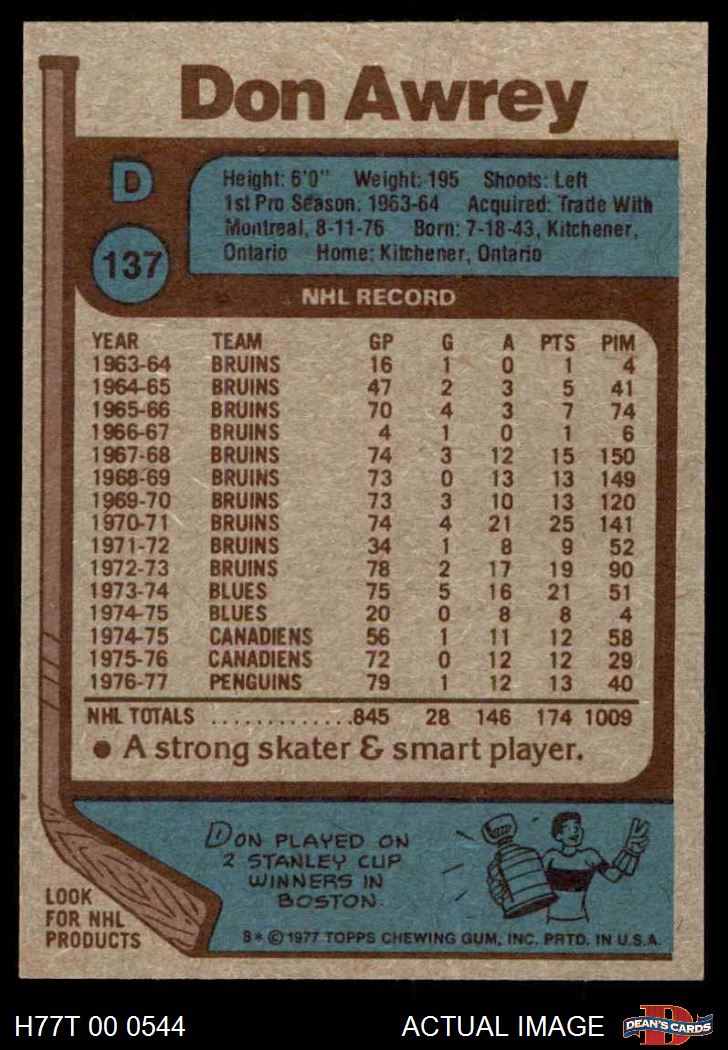 Don Awrey
D
137
Height: 6'0" Weight: 195 Shoots: Left
1st Pro Season: 1963-64 Acquired: Trade With
Montreal, 8-11-76 Born: 7-18-43, Kitchener,
Ontario Home: Kitchener, Ontario
NHL RECORD
YEAR TEAM GP G A PTS PIM
1963-64 BRUINS 16 1 0 1 4
1964-65 BRUINS 47 2 3 5 41
1965-66 BRUINS 70 4 3 7 74
1966-67 BRUINS 4 1 0 1 6
1967-68 BRUINS 74 3 12 15 150
1968-69 BRUINS 73 0 13 13 149
1969-70 BRUINS 73 3 10 13 120
1970-71 BRUINS 74 4 21 25 141
1971-72 BRUINS 34 1 8 9 52
1972-73 BRUINS 78 2 17 19 90
1973-74 BLUES 75 5 16 21 51
1974-75 BLUES 20 0 8 8 4
1974-75 CANADIENS 56 1 11 12 58
1975-76 CANADIENS 72 0 12 12 29
1976-77 PENGUINS 79 1 12 13 40
NHL TOTALS .............845 28 146 174 1009
● A strong skater & smart player.
DON PLAYED ON
2 STANLEY CUP
WINNERS IN
BOSTON.
LOOK
FOR NHL
PRODUCTS
B* © 1977 TOPPS CHEWING GUM, INC. PRTD. IN U.S.A.
H77T 00 0544 ACTUAL IMAGE
D
DEAN'S CARDS